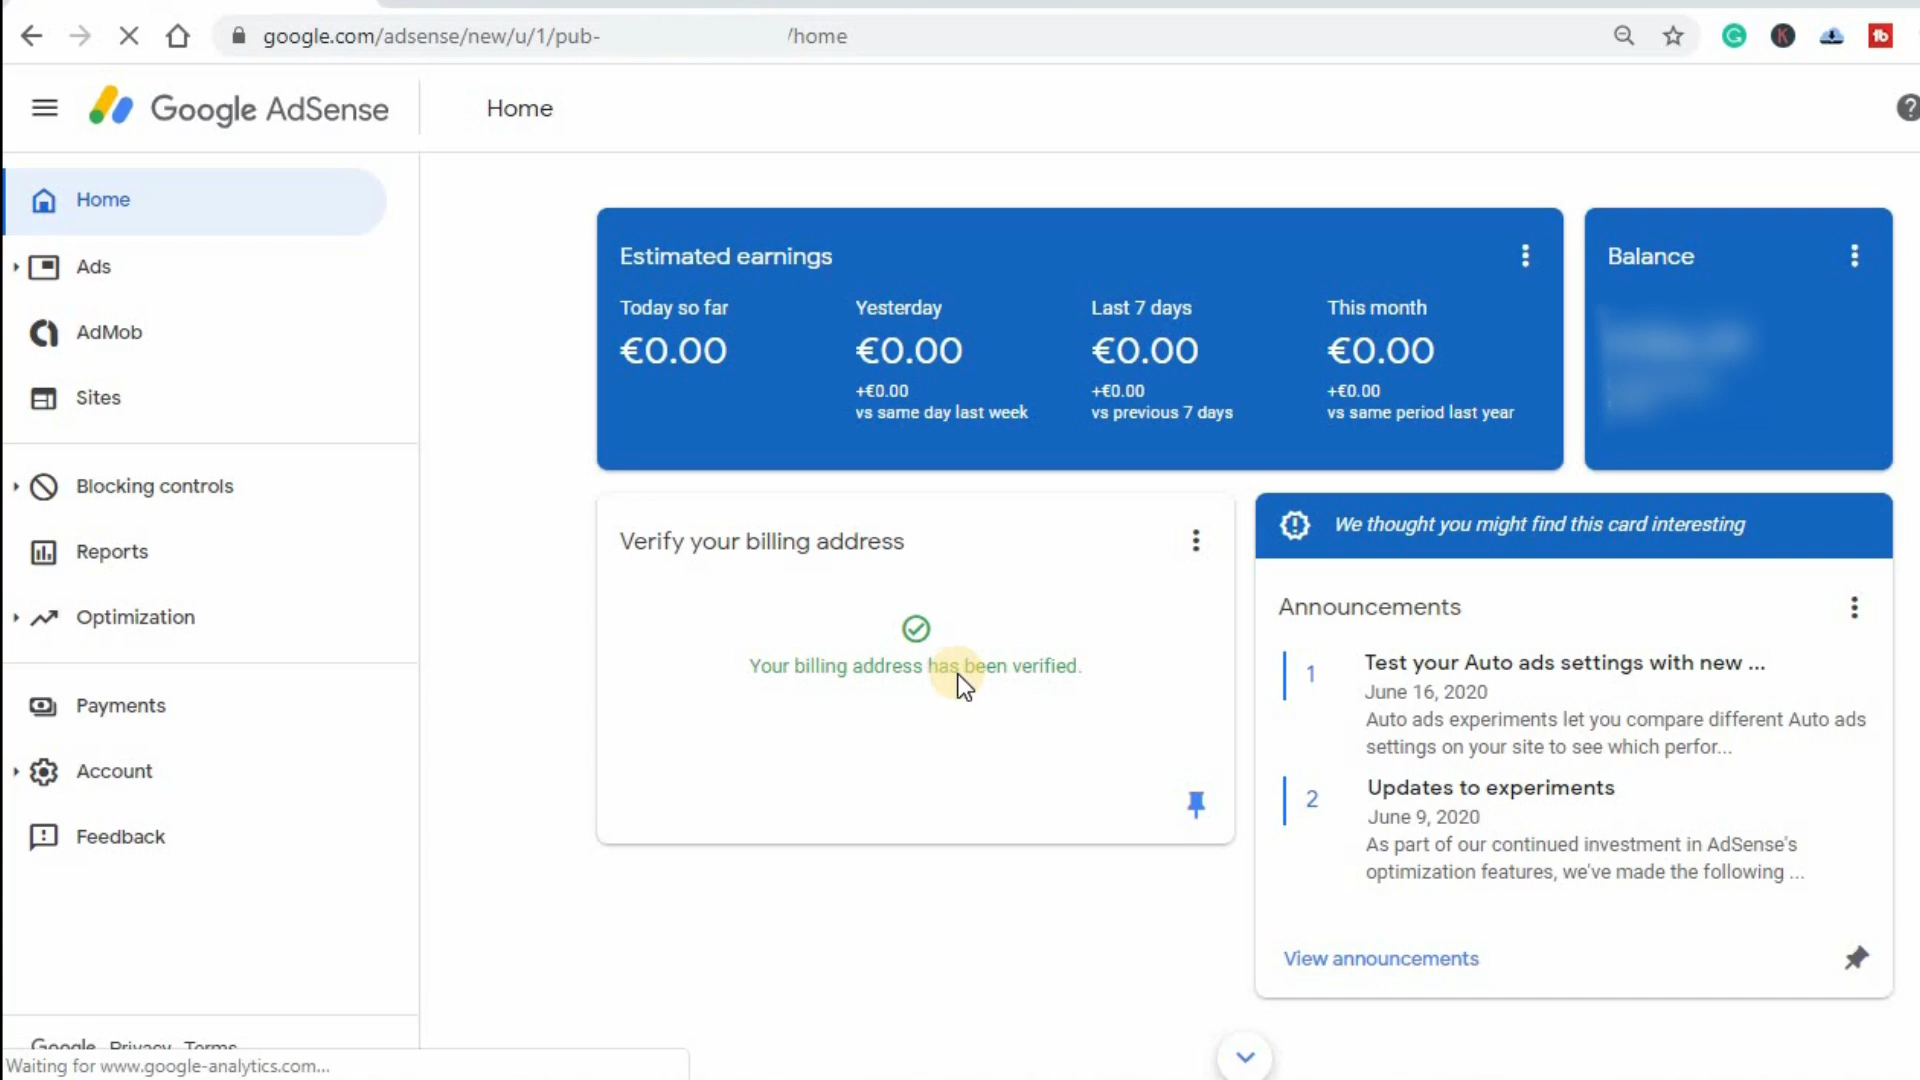 google.com/adsense/new/u/1/pub- /home
Google AdSense
Home
Home
Ads
AdMob
Sites
Blocking controls
Reports
Optimization
Payments
Account
Feedback
Google Privacy Terms
Waiting for www.google-analytics.com...
Estimated earnings
Today so far
€0.00
Yesterday
€0.00
+€0.00
vs same day last week
Last 7 days
€0.00
+€0.00
vs previous 7 days
This month
€0.00
+€0.00
vs same period last year
Balance
Verify your billing address
Your billing address has been verified.
We thought you might find this card interesting
Announcements
1
Test your Auto ads settings with new ...
June 16, 2020
Auto ads experiments let you compare different Auto ads
settings on your site to see which perfor...
2
Updates to experiments
June 9, 2020
As part of our continued investment in AdSense's
optimization features, we've made the following ...
View announcements